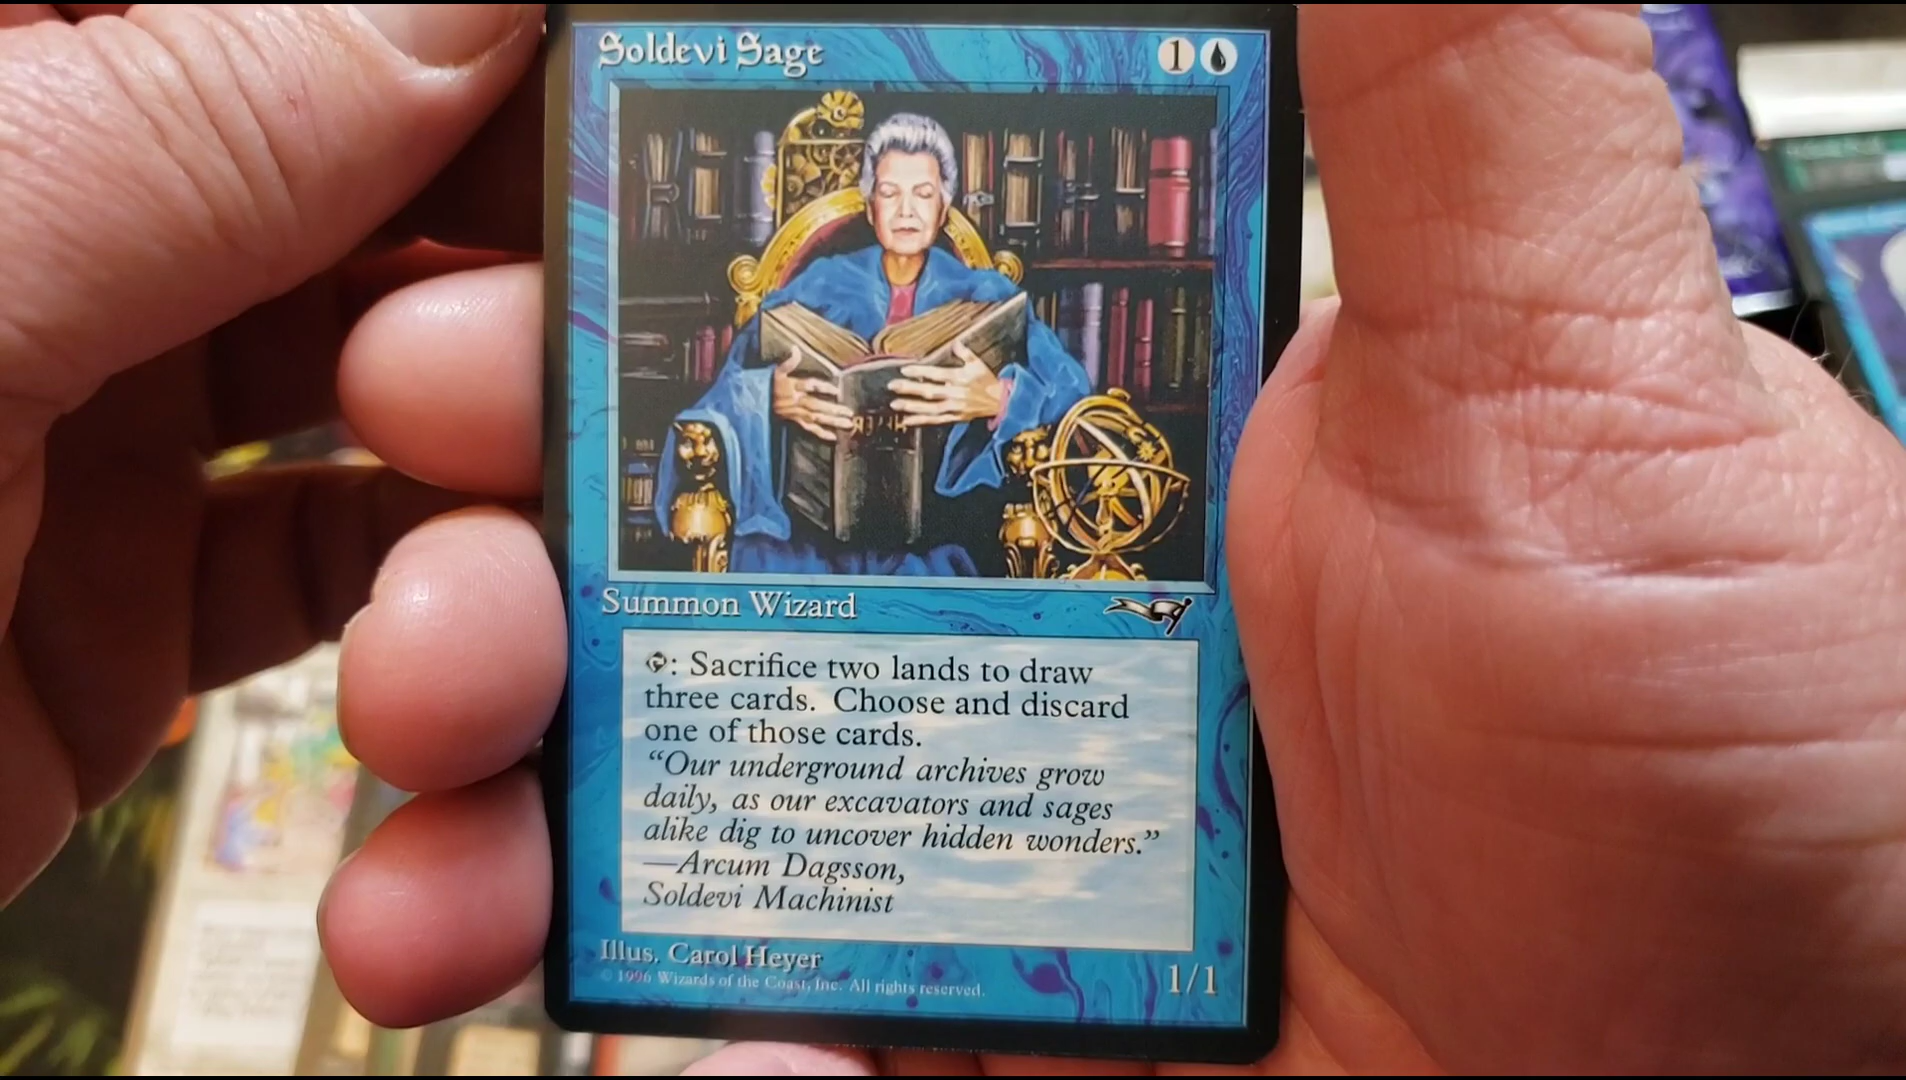 Soldevi Sage 1
Summon Wizard
: Sacrifice two lands to draw
three cards. Choose and discard
one of those cards.
“Our underground archives grow
daily, as our excavators and sages
alike dig to uncover hidden wonders.”
—Arcum Dagsson,
Soldevi Machinist
Illus. Carol Heyer
© 1996 Wizards of the Coast, Inc. All rights reserved.
1/1